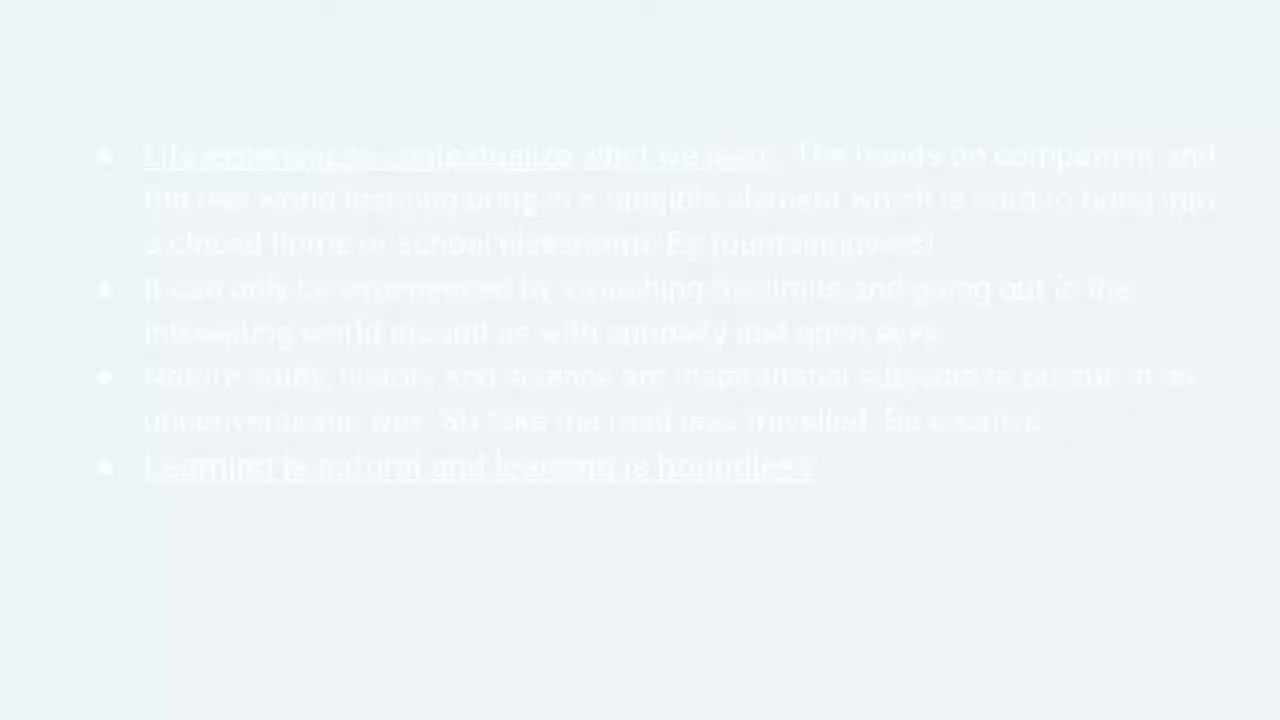 Life experiences contextualize what we learn. The hands on component and
the real world learning bring in a tangible element which is hard to bring into
a closed home or school classroom. Eg fountain
It can only be experienced by vanishing the limits and going out in the
interesting world around us with curiosity and open eyes
Nature study, history and science are inspirational subjects to pursue in an
unconventional way. So take the road less travelled. Be creative.
Learning is natural and learning is boundless